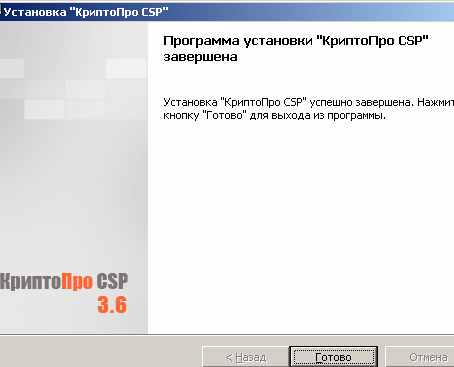 Установка "КриптоПро CSP"
Программа установки "КриптоПро CSP"
завершена
Установка "КриптоПро CSP" успешно завершена. Нажмит
кнопку "Готово" для выхода из программы.
КриптоПро CSP
3.6
< Назад Готово Отмена